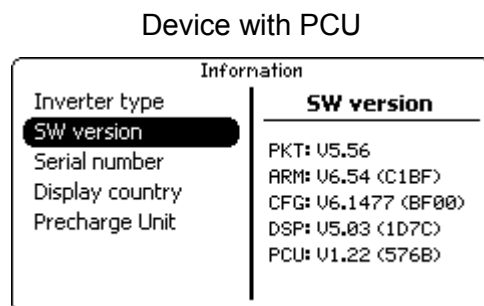 Device with PCU
Information
Inverter type
SW version
Serial number
Display country
Precharge Unit
SW version
PKT: V5.56
ARM: V6.54 (C1BF)
CFG: V6.1477 (BF00)
DSP: V5.03 (1D7C)
PCU: V1.22 (576B)